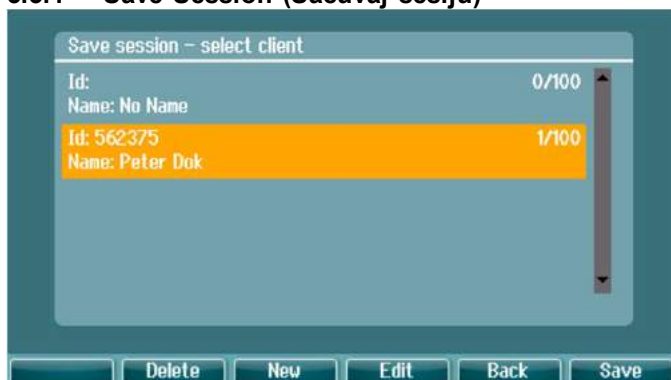 Save Session (Sačuvaj sesiju)
Save session - select client
Id: 0/100
Name: No Name
Id: 562375 1/100
Name: Peter Dok
Delete New Edit Back Save